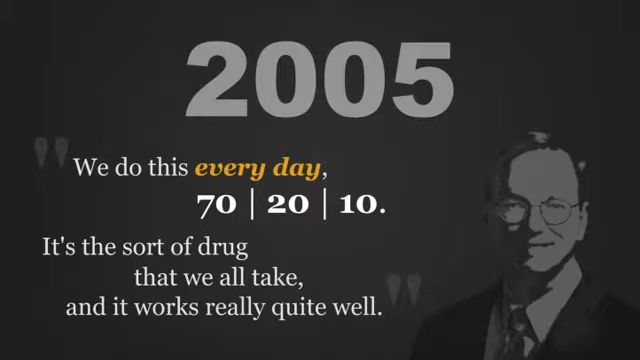 2005
"We do this every day,
70 | 20 | 10.
It's the sort of drug
that we all take,
and it works really quite well."